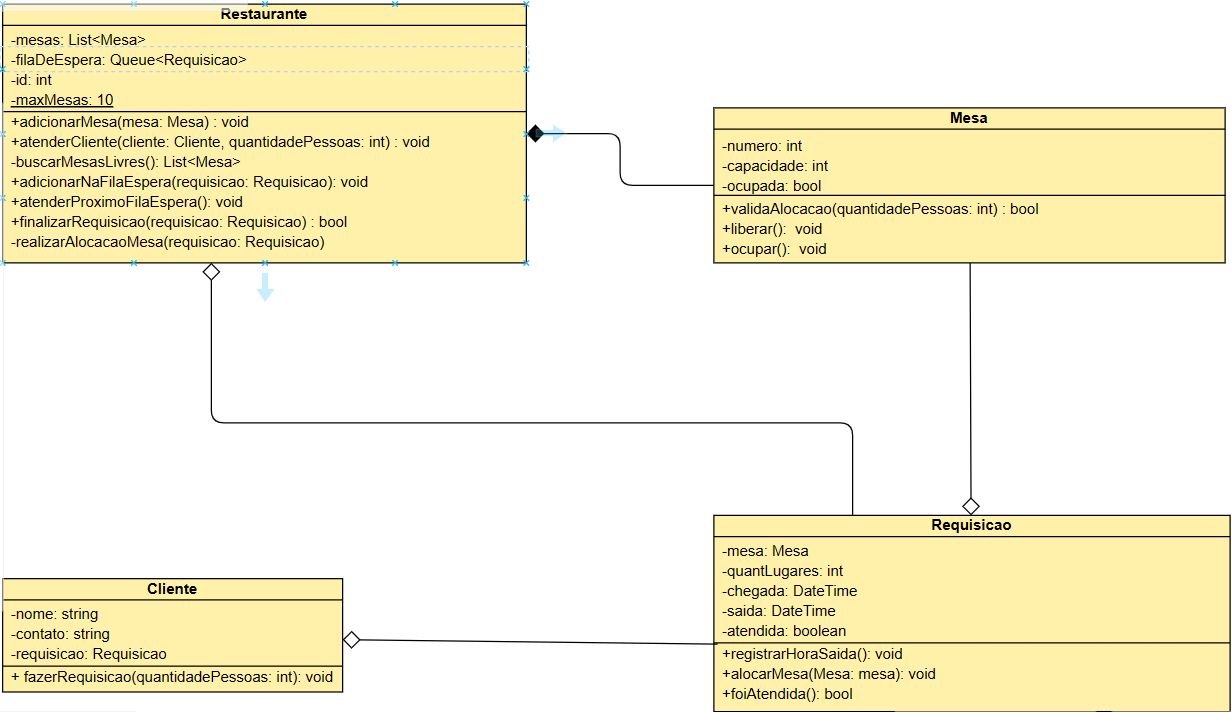 Restaurante
-mesas: List<Mesa>
-filaDeEspera: Queue<Requisicao>
-id: int
-maxMesas: 10
+adicionarMesa(mesa: Mesa) : void
+atenderCliente(cliente: Cliente, quantidadePessoas: int) : void
-buscarMesasLivres(): List<Mesa>
+adicionarNaFilaEspera(requisicao: Requisicao): void
+atenderProximoFilaEspera(): void
+finalizarRequisicao(requisicao: Requisicao) : bool
-realizarAlocacaoMesa(requisicao: Requisicao)
Mesa
-numero: int
-capacidade: int
-ocupada: bool
+validaAlocacao(quantidadePessoas: int) : bool
+liberar():  void
+ocupar():  void
Cliente
-nome: string
-contato: string
-requisicao: Requisicao
+ fazerRequisicao(quantidadePessoas: int): void
Requisicao
-mesa: Mesa
-quantLugares: int
-chegada: DateTime
-saida: DateTime
-atendida: boolean
+registrarHoraSaida(): void
+alocarMesa(Mesa: mesa): void
+foiAtendida(): bool